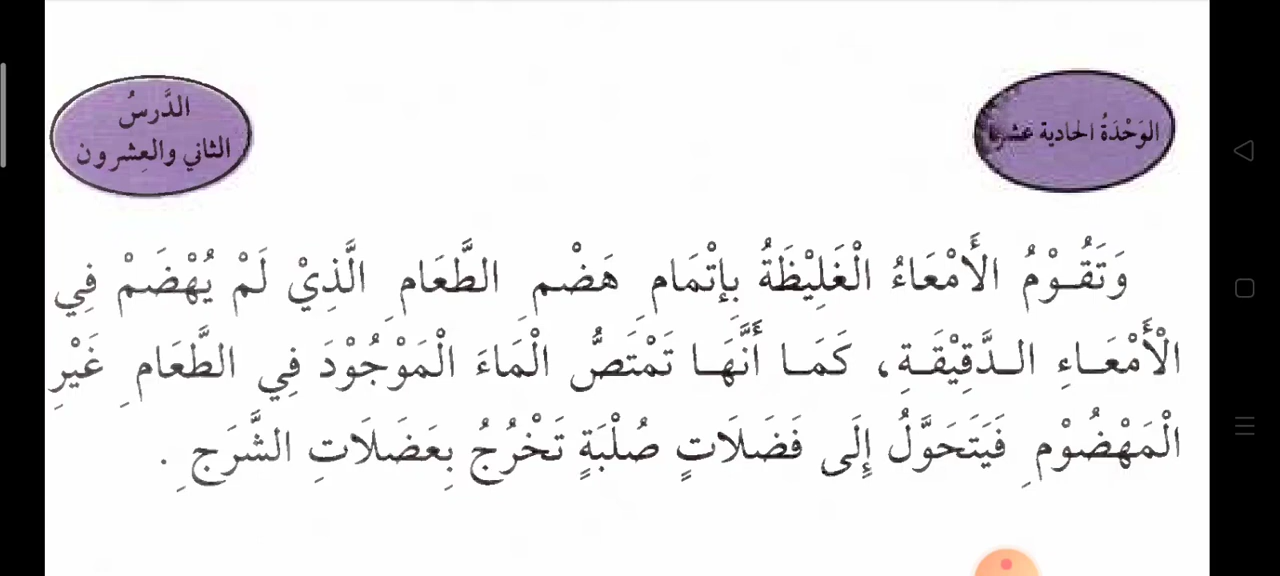 الوَحْدَةُ الحادية عشرة
الدَّرسُ
الثاني والعِشرون
وَتَقُـوْمُ الأَمْعَاءُ الْغَلِيْظَةُ بِإِتْمَامِ هَضْمِ الطَّعَامِ الَّذِيْ لَمْ يُهْضَمْ فِي
الْأَمْعَـاءِ الـدَّقِيْقَـةِ، كَمَـا أَنَّهَـا تَمْتَصُّ الْمَاءَ الْمَوْجُوْدَ فِي الطَّعَامِ غَيْرِ
الْمَهْضُوْمِ فَيَتَحَوَّلُ إِلَى فَضَلَاتٍ صُلْبَةٍ تَخْرُجُ بِعَضَلَاتِ الشَّرَجِ .